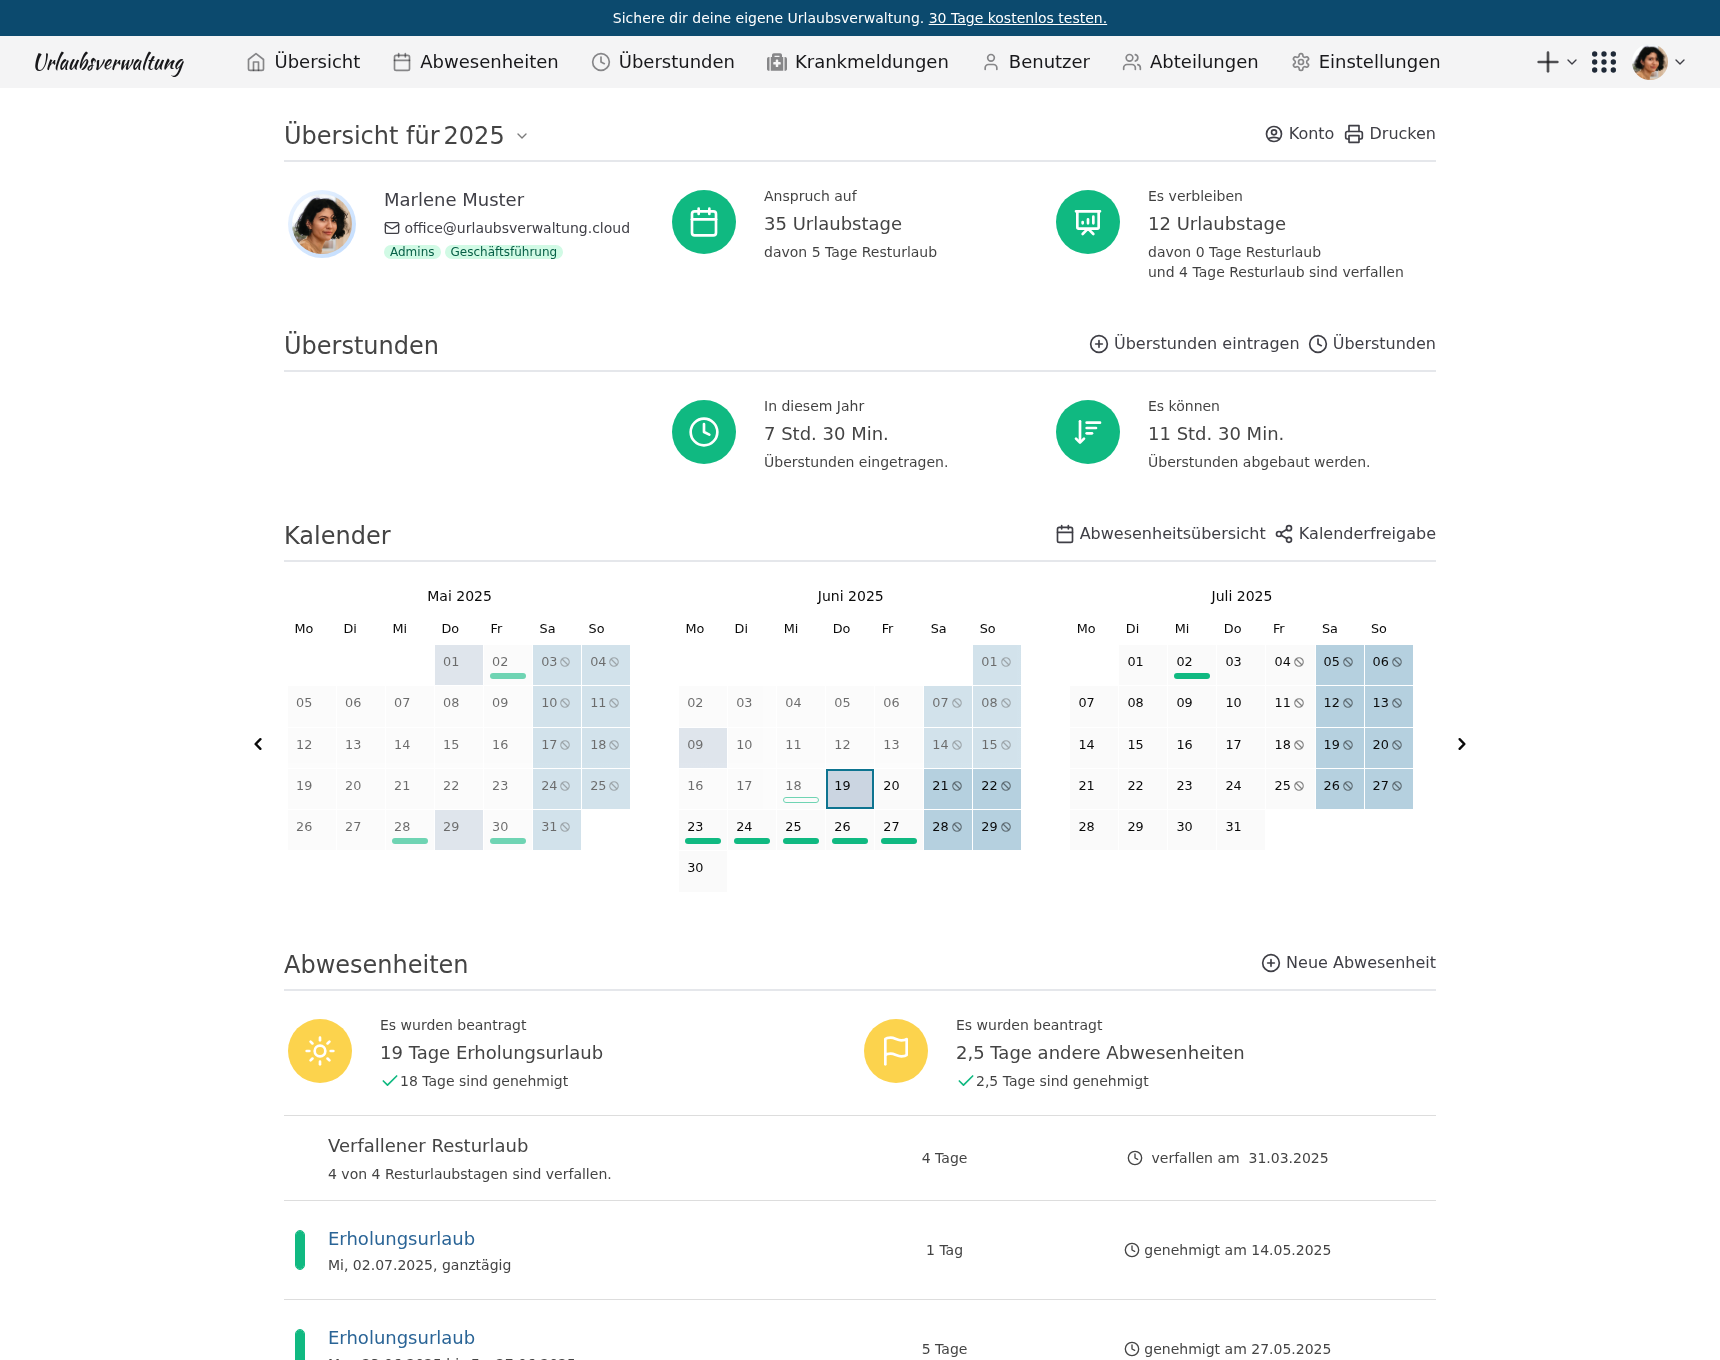 Sichere dir deine eigene Urlaubsverwaltung. 30 Tage kostenlos testen.
Urlaubsverwaltung Übersicht Abwesenheiten Überstunden Krankmeldungen Benutzer Abteilungen Einstellungen
Übersicht für 2025 Konto Drucken
Marlene Muster
office@urlaubsverwaltung.cloud
Admins Geschäftsführung
Anspruch auf
35 Urlaubstage
davon 5 Tage Resturlaub
Es verbleiben
12 Urlaubstage
davon 0 Tage Resturlaub
und 4 Tage Resturlaub sind verfallen
Überstunden Überstunden eintragen Überstunden
In diesem Jahr
7 Std. 30 Min.
Überstunden eingetragen.
Es können
11 Std. 30 Min.
Überstunden abgebaut werden.
Kalender Abwesenheitsübersicht Kalenderfreigabe
Mai 2025
Mo Di Mi Do Fr Sa So
01 02 03 04
05 06 07 08 09 10 11
12 13 14 15 16 17 18
19 20 21 22 23 24 25
26 27 28 29 30 31
Juni 2025
Mo Di Mi Do Fr Sa So
01
02 03 04 05 06 07 08
09 10 11 12 13 14 15
16 17 18 19 20 21 22
23 24 25 26 27 28 29
30
Juli 2025
Mo Di Mi Do Fr Sa So
01 02 03 04 05 06
07 08 09 10 11 12 13
14 15 16 17 18 19 20
21 22 23 24 25 26 27
28 29 30 31
Abwesenheiten Neue Abwesenheit
Es wurden beantragt
19 Tage Erholungsurlaub
18 Tage sind genehmigt
Es wurden beantragt
2,5 Tage andere Abwesenheiten
2,5 Tage sind genehmigt
Verfallener Resturlaub
4 von 4 Resturlaubstagen sind verfallen.
4 Tage
verfallen am 31.03.2025
Erholungsurlaub
Mi, 02.07.2025, ganztägig
1 Tag
genehmigt am 14.05.2025
Erholungsurlaub
5 Tage
genehmigt am 27.05.2025